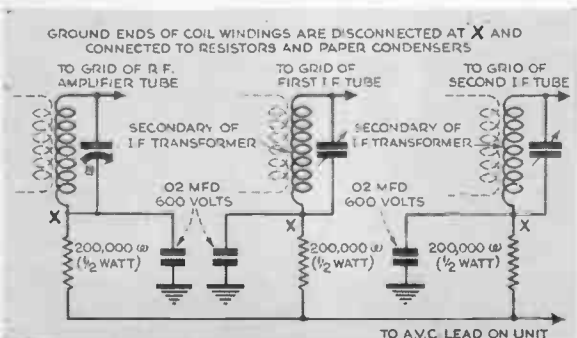 GROUND ENDS OF COIL WINDINGS ARE DISCONNECTED AT X AND
CONNECTED TO RESISTORS AND PAPER CONDENSERS
TO GRID OF R.F.
AMPLIFIER TUBE
TO GRID OF
FIRST I.F. TUBE
TO GRID OF
SECOND I.F. TUBE
SECONDARY OF
I.F. TRANSFORMER
SECONDARY OF
I.F. TRANSFORMER
X
.02 MFD
600 VOLTS
X
.02 MFD
600 VOLTS
X
200,000 ω
(1/2 WATT)
200,000 ω
(1/2 WATT)
200,000 ω
(1/2 WATT)
TO A.V.C. LEAD ON UNIT